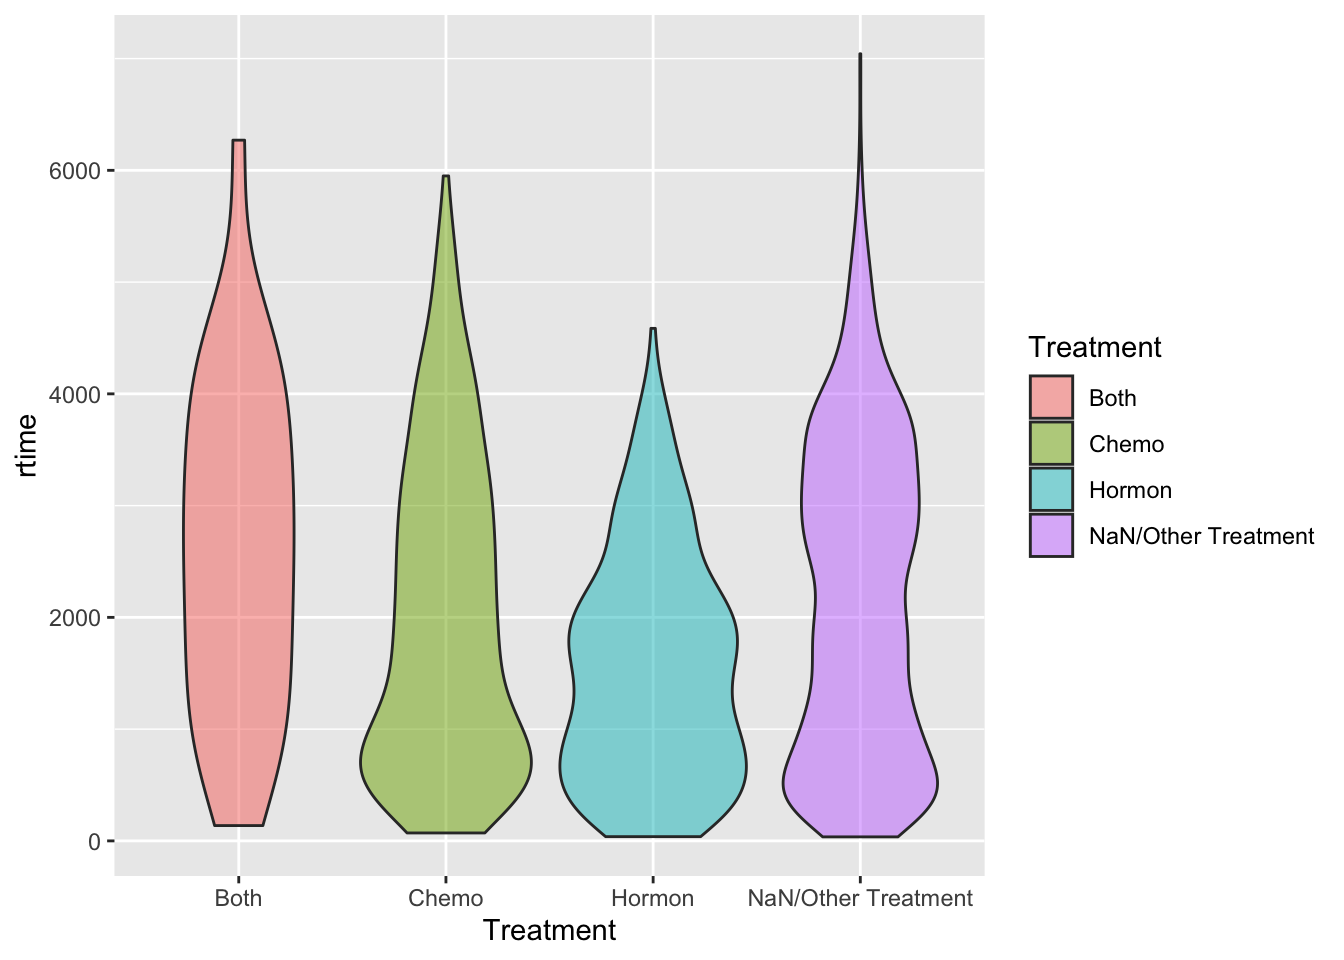 rtime
6000
4000
2000
0
Both
Chemo
Hormon
NaN/Other Treatment
Treatment
Treatment
Both
Chemo
Hormon
NaN/Other Treatment